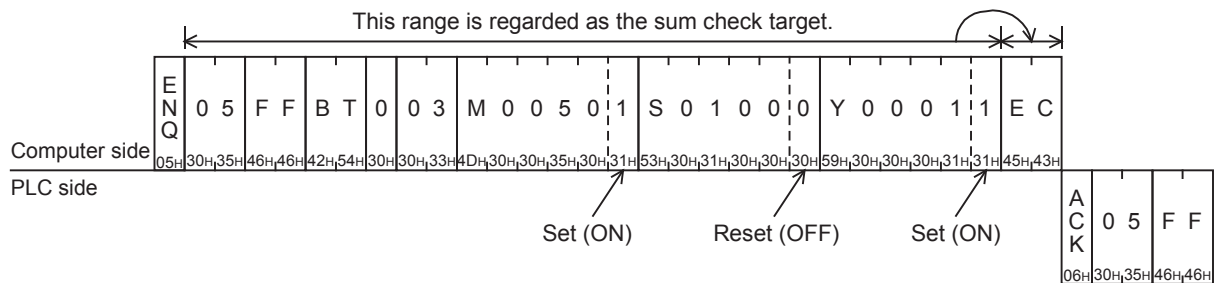 This range is regarded as the sum check target.
ENQ 0 5 F F B T 0 0 3 M 0 0 5 0 1 S 0 1 0 0 0 Y 0 0 0 1 1 E C
Computer side 05H 30H 35H 46H 46H 42H 54H 30H 30H 33H 4DH 30H 30H 35H 30H 31H 53H 30H 31H 30H 30H 30H 59H 30H 30H 30H 31H 31H 45H 43H
PLC side
Set (ON) Reset (OFF) Set (ON)
ACK 0 5 F F
06H 30H 35H 46H 46H